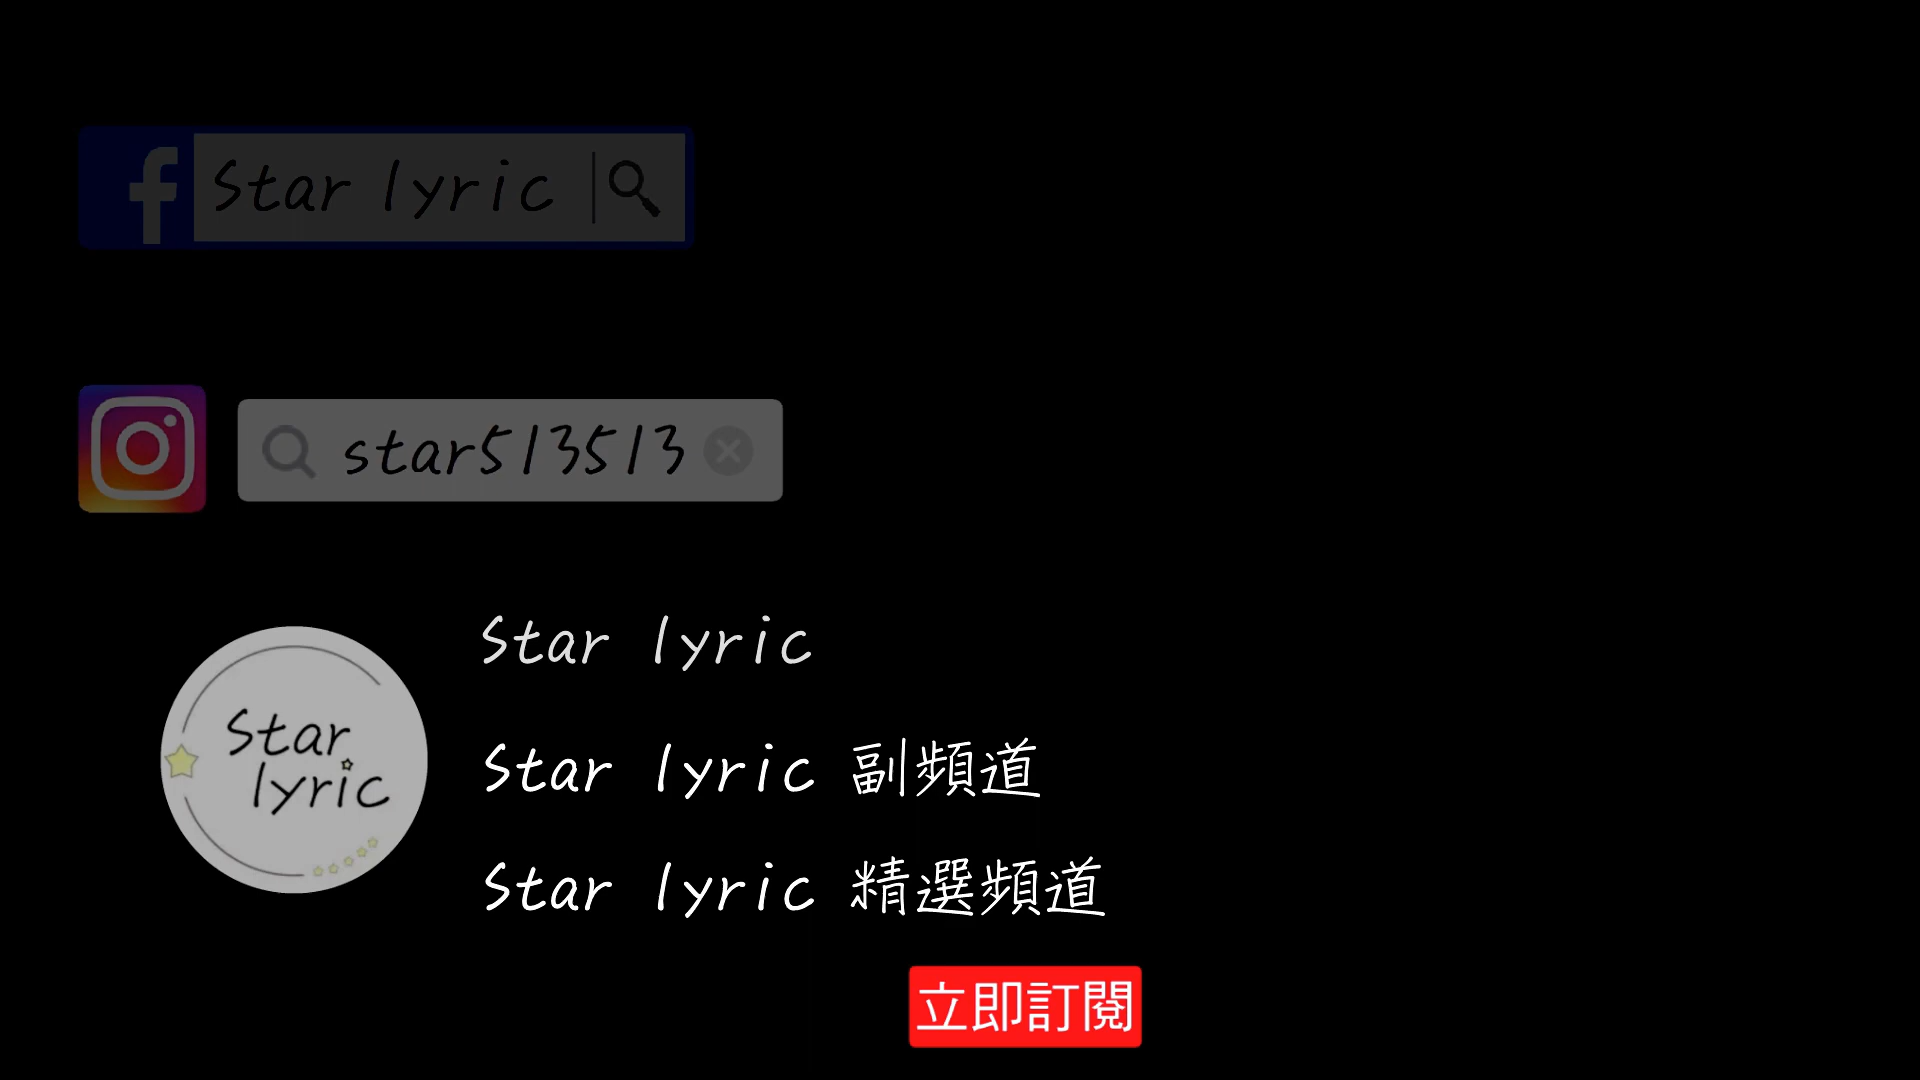 Star lyric
star513513
Star lyric
Star
lyric
Star lyric 副頻道
Star lyric 精選頻道
立即訂閱